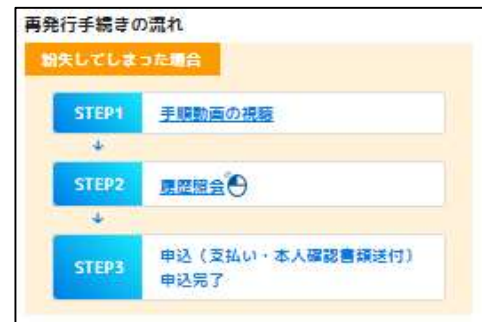 再発行手続きの流れ
紛失してしまった場合
STEP1
手順動画の視聴
↓
STEP2
履歴照会
↓
STEP3
申込（支払い・本人確認書類送付）
申込完了